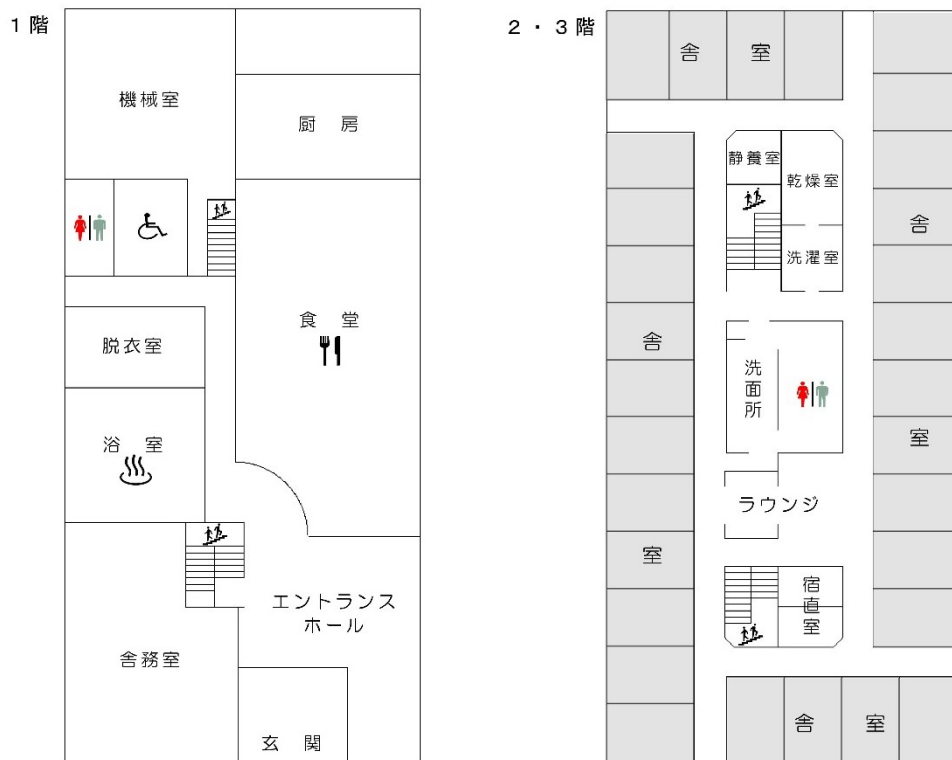 １階
機械室
厨　房
食　堂
脱衣室
浴　室
エントランス
ホール
舎務室
玄　関
２・３階
舎　室
静養室
乾燥室
洗濯室
舎　室
洗面所
ラウンジ
宿直室
舎　室
舎　室